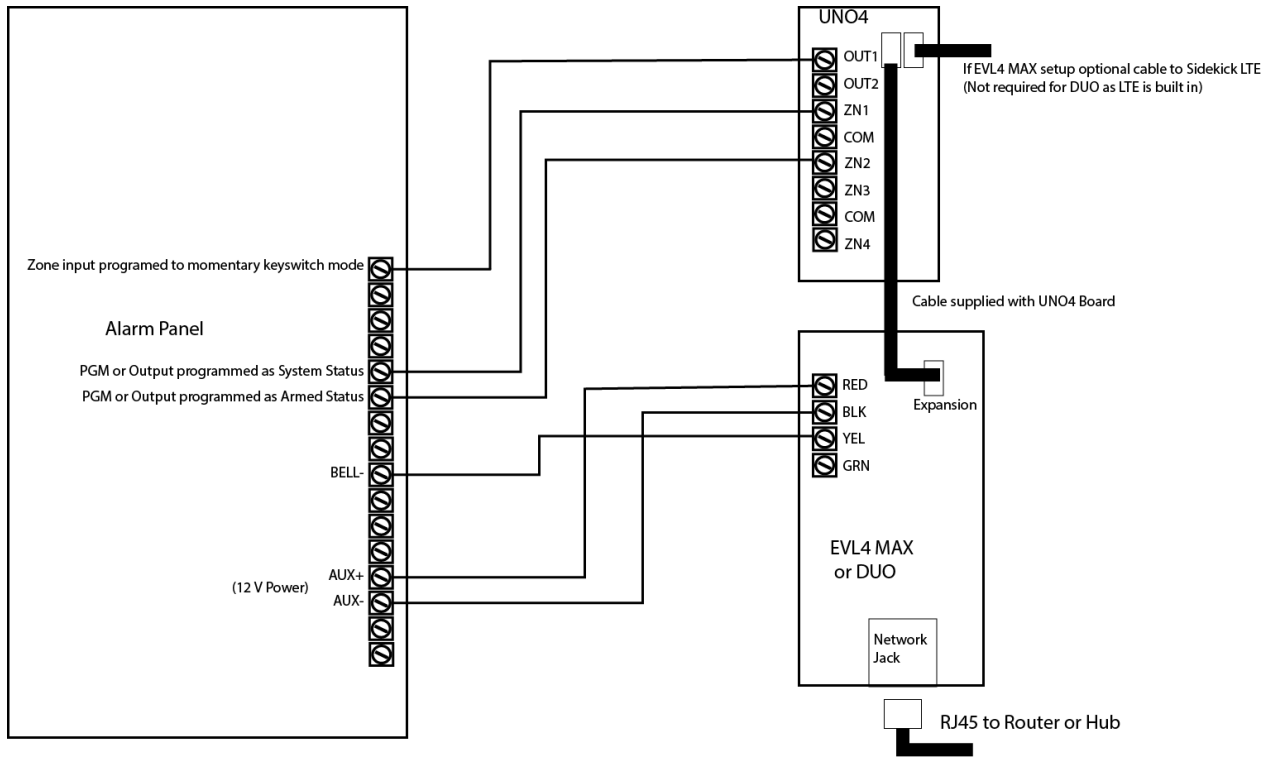 UNO4
OUT1
OUT2
ZN1
COM
ZN2
ZN3
COM
ZN4
If EVL4 MAX setup optional cable to Sidekick LTE
(Not required for DUO as LTE is built in)
Zone input programed to momentary keyswitch mode
Alarm Panel
PGM or Output programmed as System Status
PGM or Output programmed as Armed Status
BELL-
(12 V Power)
AUX+
AUX-
Cable supplied with UNO4 Board
RED
BLK
YEL
GRN
Expansion
EVL4 MAX
or DUO
Network
Jack
RJ45 to Router or Hub